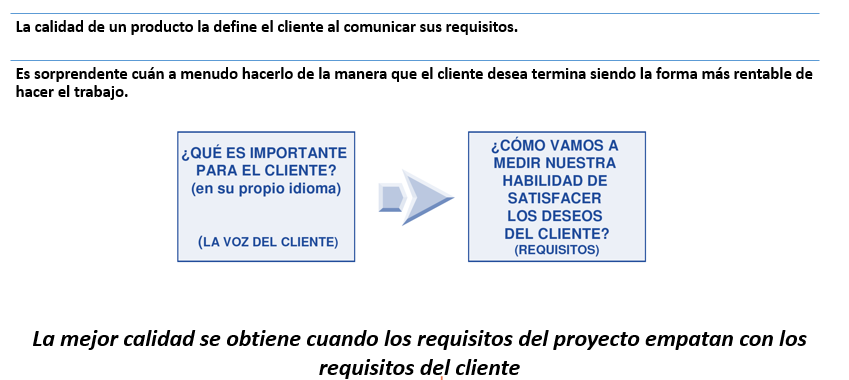 La calidad de un producto la define el cliente al comunicar sus requisitos.
Es sorprendente cuán a menudo hacerlo de la manera que el cliente desea termina siendo la forma más rentable de
hacer el trabajo.
¿QUÉ ES IMPORTANTE
PARA EL CLIENTE?
(en su propio idioma)
(LA VOZ DEL CLIENTE)
¿CÓMO VAMOS A
MEDIR NUESTRA
HABILIDAD DE
SATISFACER
LOS DESEOS
DEL CLIENTE?
(REQUISITOS)
La mejor calidad se obtiene cuando los requisitos del proyecto empatan con los
requisitos del cliente